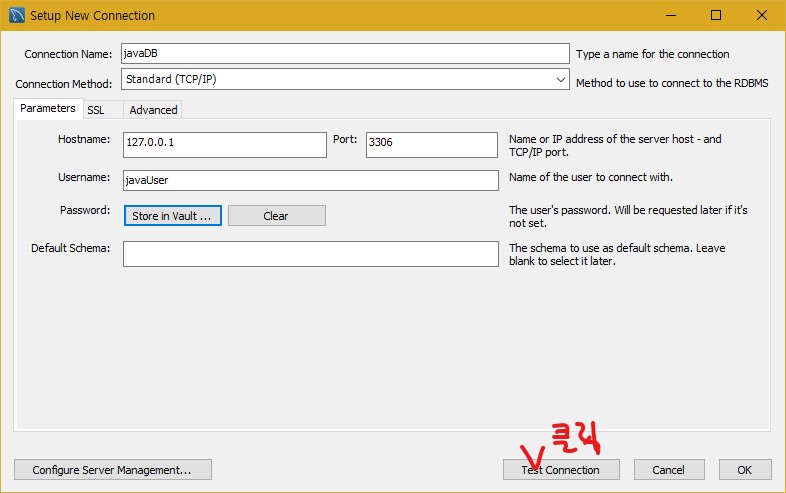 Setup New Connection
Connection Name: javaDB Type a name for the connection
Connection Method: Standard (TCP/IP) Method to use to connect to the RDBMS
Parameters SSL Advanced
Hostname: 127.0.0.1 Port: 3306 Name or IP address of the server host - and
TCP/IP port.
Username: javaUser Name of the user to connect with.
Password: Store in Vault ... Clear The user's password. Will be requested later if it's
not set.
Default Schema: The schema to use as default schema. Leave
blank to select it later.
V 클릭
Configure Server Management... Test Connection Cancel OK